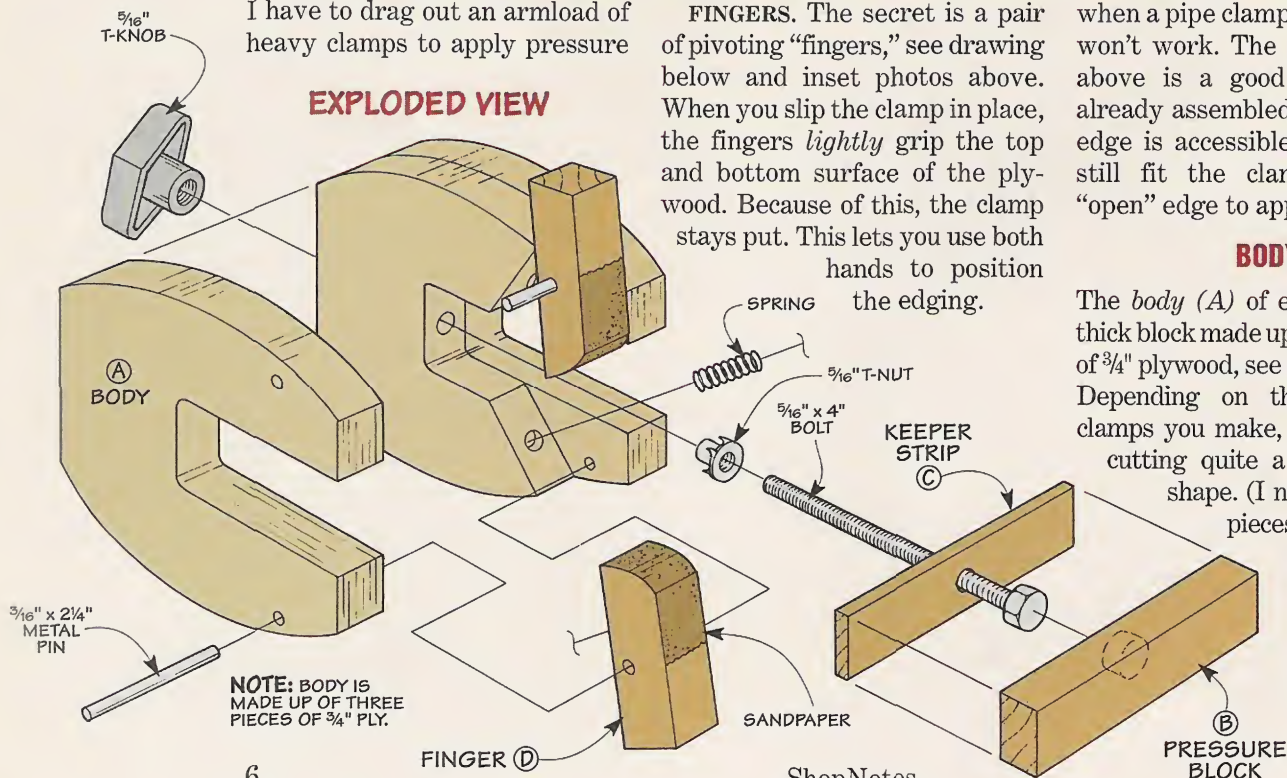 I have to drag out an armload of
heavy clamps to apply pressure
FINGERS. The secret is a pair
of pivoting “fingers,” see drawing
below and inset photos above.
When you slip the clamp in place,
the fingers lightly grip the top
and bottom surface of the ply-
wood. Because of this, the clamp
stays put. This lets you use both
hands to position
the edging.
when a pipe clamp
won't work. The
above is a good
already assembled
edge is accessible
still fit the clam
“open” edge to app
BODY
The body (A) of e
thick block made up
of ¾" plywood, see
Depending on th
clamps you make,
cutting quite a
shape. (I n
pieces
EXPLODED VIEW
5/16"
T-KNOB
A
BODY
3/16" x 2¼"
METAL
PIN
NOTE: BODY IS
MADE UP OF THREE
PIECES OF ¾" PLY.
SPRING
5/16" T-NUT
5/16" x 4"
BOLT
KEEPER
STRIP
C
FINGER D
SANDPAPER
B
PRESSURE
BLOCK
6
ShopNotes